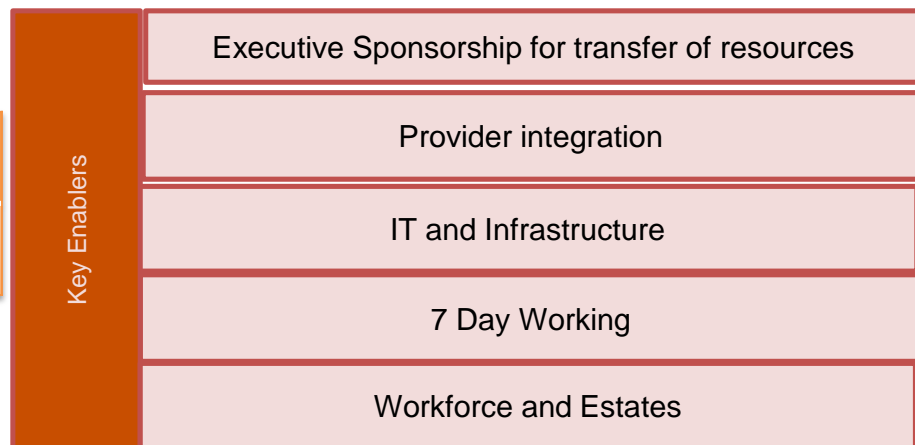 Key Enablers
Executive Sponsorship for transfer of resources
Provider integration
IT and Infrastructure
7 Day Working
Workforce and Estates